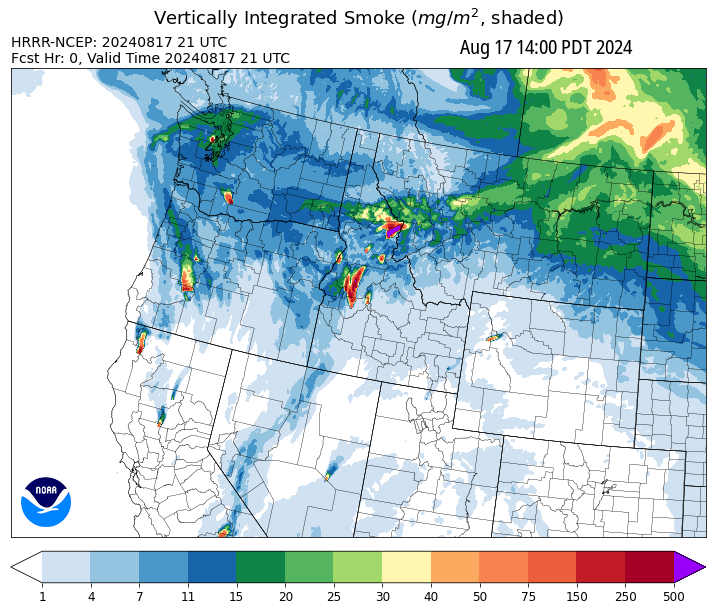 Vertically Integrated Smoke (mg/m², shaded)
HRRR-NCEP: 20240817 21 UTC
Fcst Hr: 0, Valid Time 20240817 21 UTC
Aug 17 14:00 PDT 2024
NOAA
1 4 7 11 15 20 25 30 40 50 75 150 250 500